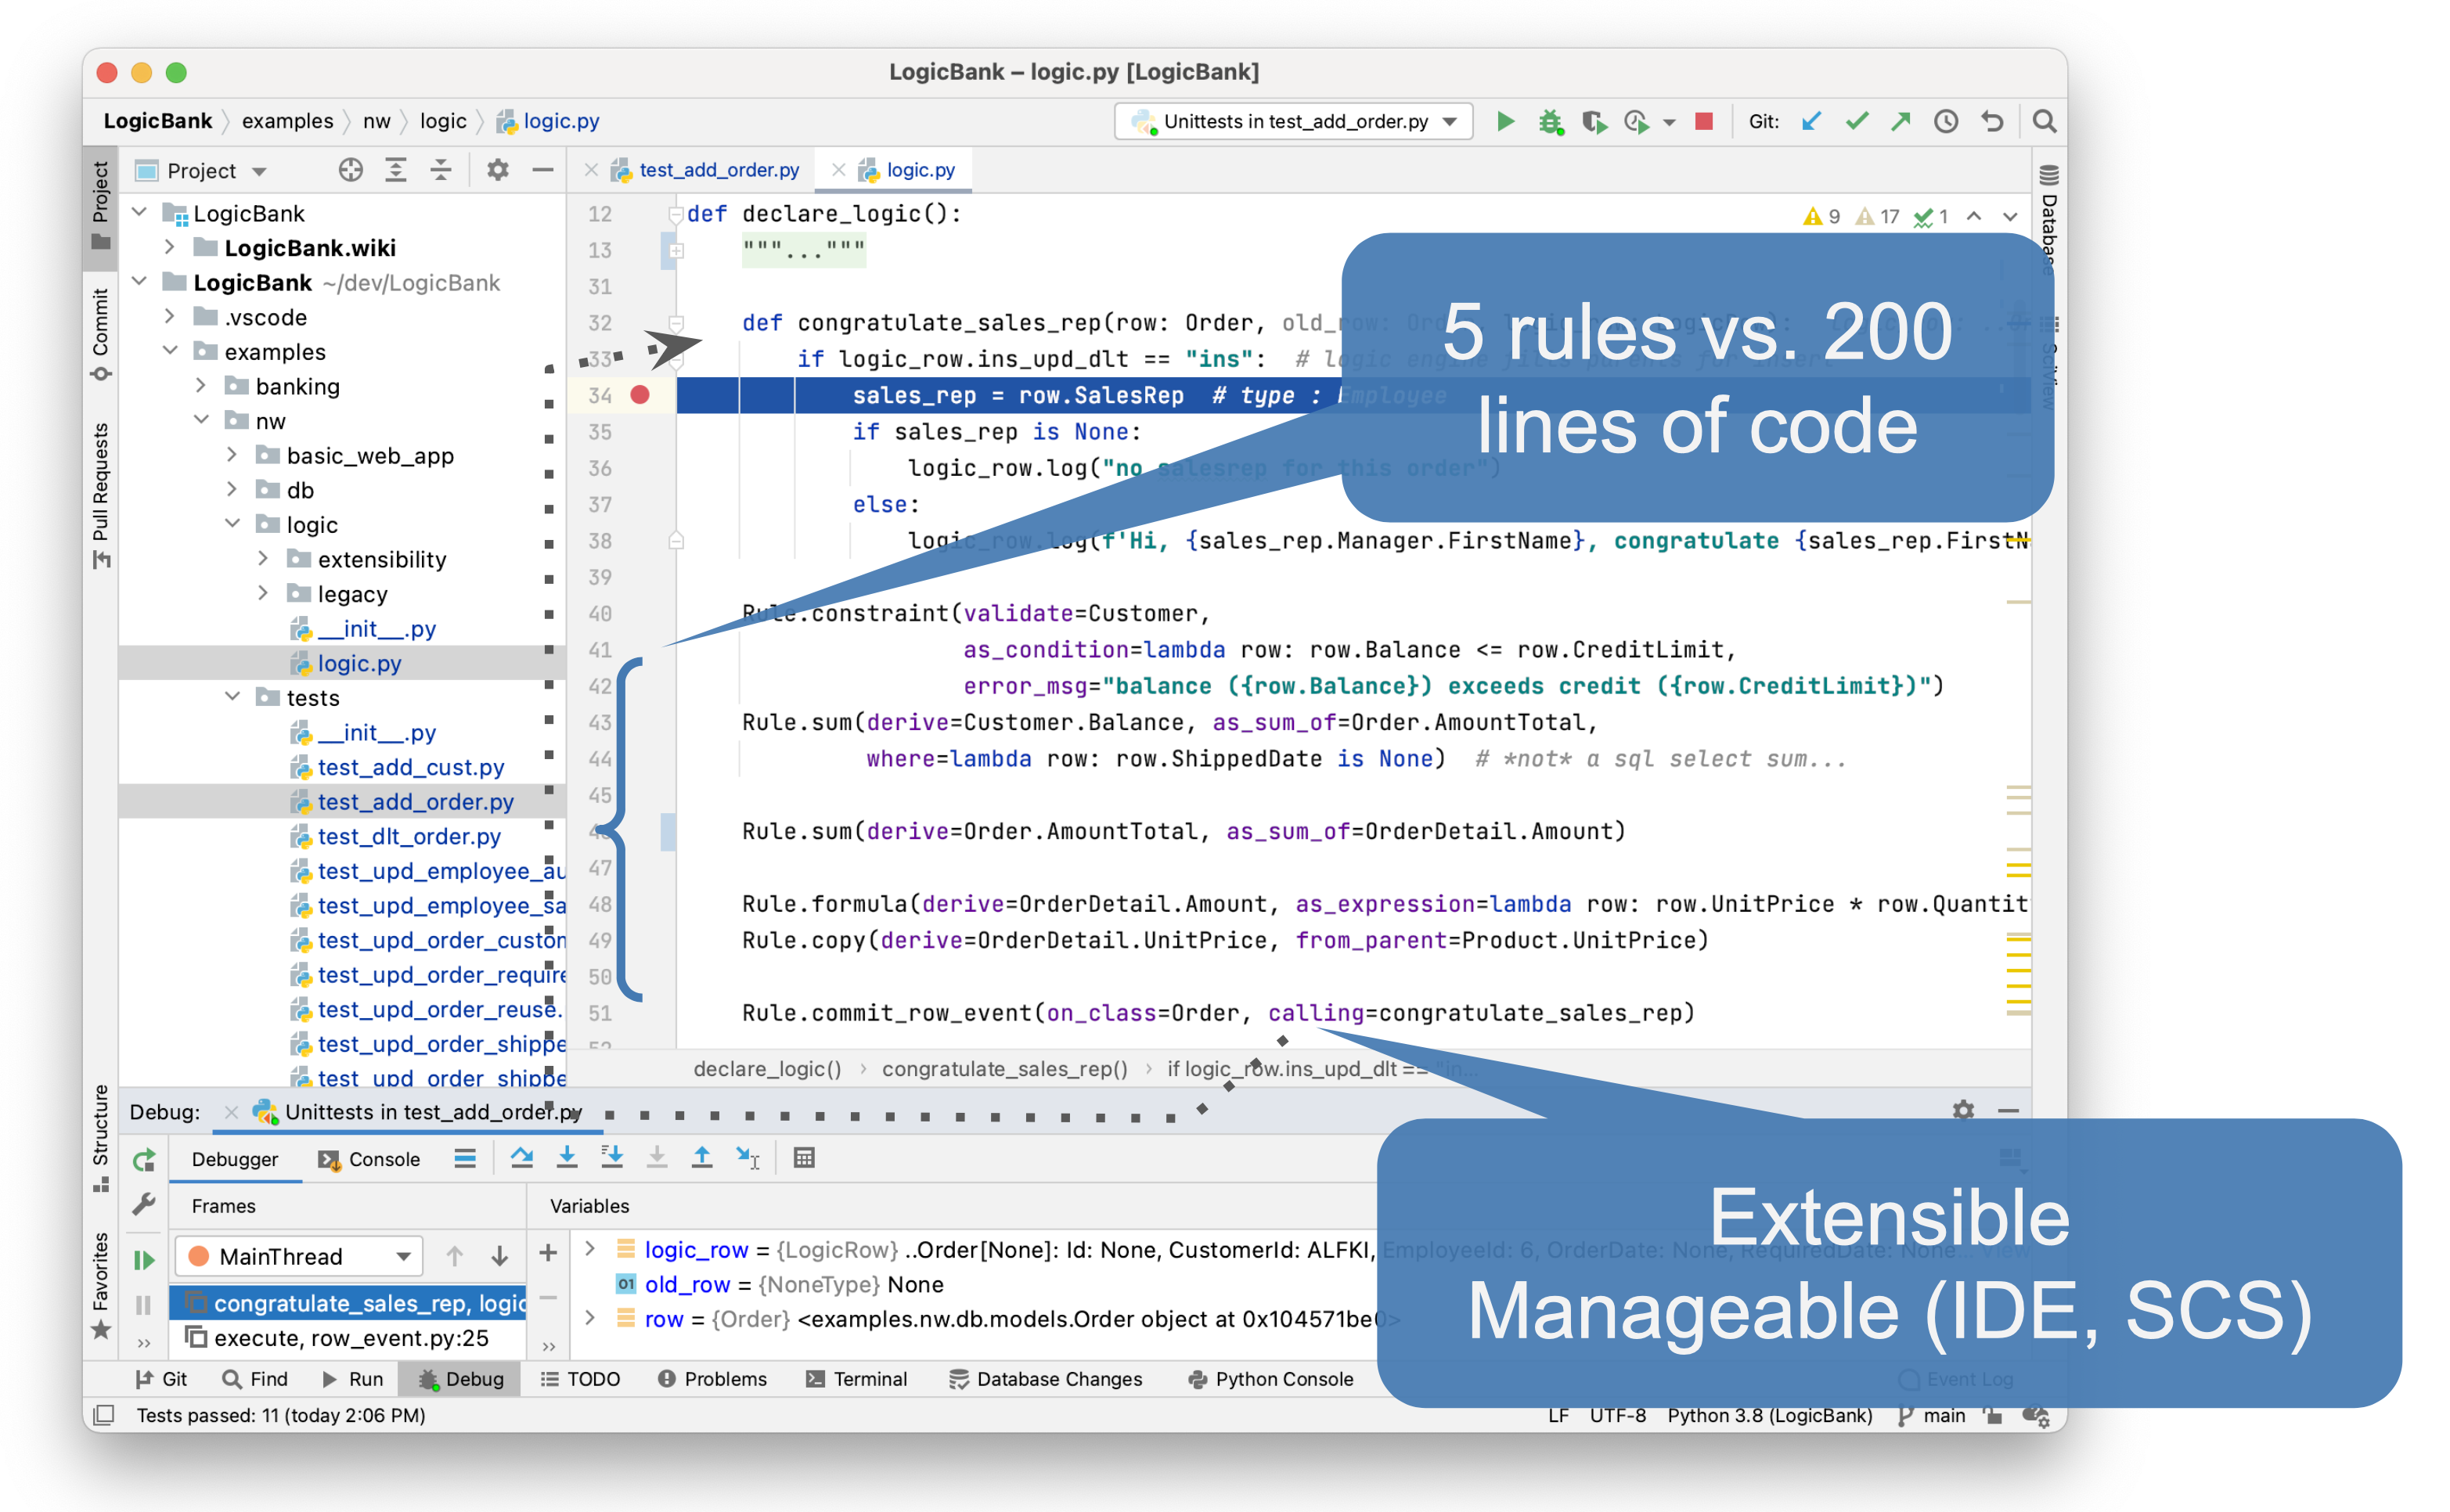 LogicBank – logic.py [LogicBank]
LogicBank examples nw logic logic.py
Unittests in test_add_order.py
Git:
Project
Commit
Pull Requests
Structure
Favorites
Database
SciView
Project
LogicBank
LogicBank.wiki
LogicBank ~/dev/LogicBank
.vscode
examples
banking
nw
basic_web_app
db
logic
extensibility
legacy
__init__.py
logic.py
tests
__init__.py
test_add_cust.py
test_add_order.py
test_dlt_order.py
test_upd_employee_au
test_upd_employee_sa
test_upd_order_custom
test_upd_order_require
test_upd_order_reuse.
test_upd_order_shippe
test_upd_order_shippe
test_add_order.py logic.py
9 17 1
12 def declare_logic():
13 """..."""
31
32 def congratulate_sales_rep(row: Order, old_row: Order, logic_row: LogicRow):
33 if logic_row.ins_upd_dlt == "ins": # logic engine fills parents for insert
34 sales_rep = row.SalesRep # type : Employee
35 if sales_rep is None:
36 logic_row.log("no salesrep for this order")
37 else:
38 logic_row.log(f'Hi, {sales_rep.Manager.FirstName}, congratulate {sales_rep.FirstN
39
40 Rule.constraint(validate=Customer,
41 as_condition=lambda row: row.Balance <= row.CreditLimit,
42 error_msg="balance ({row.Balance}) exceeds credit ({row.CreditLimit})")
43 Rule.sum(derive=Customer.Balance, as_sum_of=Order.AmountTotal,
44 where=lambda row: row.ShippedDate is None) # *not* a sql select sum...
45
46 Rule.sum(derive=Order.AmountTotal, as_sum_of=OrderDetail.Amount)
47
48 Rule.formula(derive=OrderDetail.Amount, as_expression=lambda row: row.UnitPrice * row.Quantit
49 Rule.copy(derive=OrderDetail.UnitPrice, from_parent=Product.UnitPrice)
50
51 Rule.commit_row_event(on_class=Order, calling=congratulate_sales_rep)
52
5 rules vs. 200
lines of code
declare_logic() congratulate_sales_rep() if logic_row.ins_upd_dlt == "in...
Debug: Unittests in test_add_order.py
Debugger Console
Frames Variables
MainThread
congratulate_sales_rep, logic
execute, row_event.py:25
logic_row = {LogicRow} ..Order[None]: Id: None, CustomerId: ALFKI, EmployeeId: 6, OrderDate: None, RequiredDate: None... View
01 old_row = {NoneType} None
row = {Order} <examples.nw.db.models.Order object at 0x104571be0>
Extensible
Manageable (IDE, SCS)
Git Find Run Debug TODO Problems Terminal Database Changes Python Console Event Log
Tests passed: 11 (today 2:06 PM) LF UTF-8 Python 3.8 (LogicBank) main